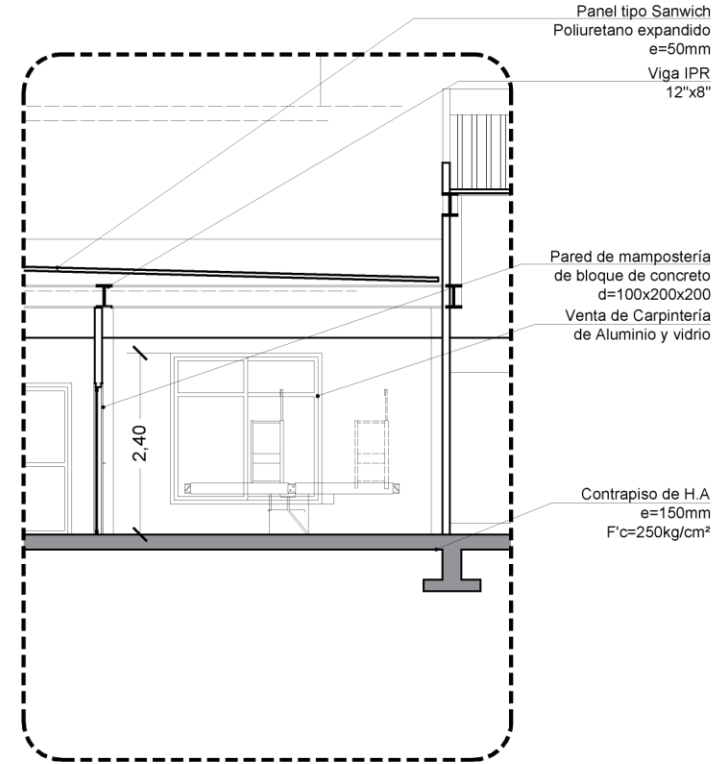 Panel tipo Sanwich
Poliuretano expandido
e=50mm
Viga IPR
12"x8"
Pared de mampostería
de bloque de concreto
d=100x200x200
Venta de Carpintería
de Aluminio y vidrio
2,40
Contrapiso de H.A
e=150mm
F'c=250kg/cm²